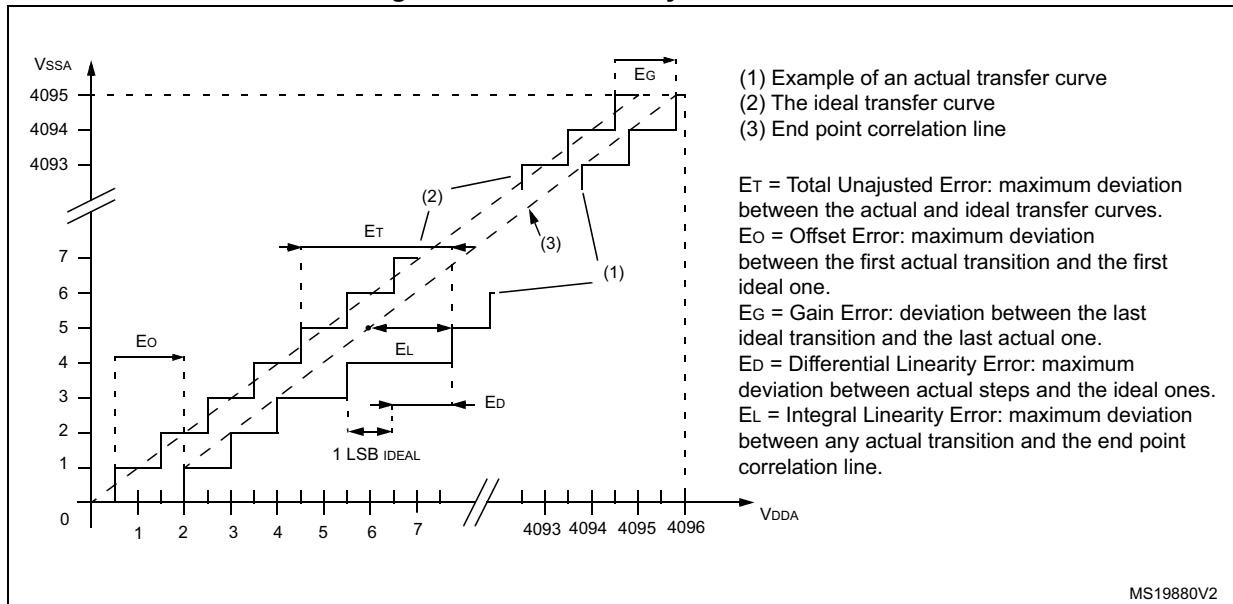 VSSA
4095
4094
4093
7
6
5
4
3
2
1
0
EO
ET
EL
ED
1 LSB IDEAL
EG
(2)
(3)
(1)
1 2 3 4 5 6 7 4093 4094 4095 4096
VDDA
(1) Example of an actual transfer curve
(2) The ideal transfer curve
(3) End point correlation line
ET = Total Unajusted Error: maximum deviation
between the actual and ideal transfer curves.
EO = Offset Error: maximum deviation
between the first actual transition and the first
ideal one.
EG = Gain Error: deviation between the last
ideal transition and the last actual one.
ED = Differential Linearity Error: maximum
deviation between actual steps and the ideal ones.
EL = Integral Linearity Error: maximum deviation
between any actual transition and the end point
correlation line.
MS19880V2